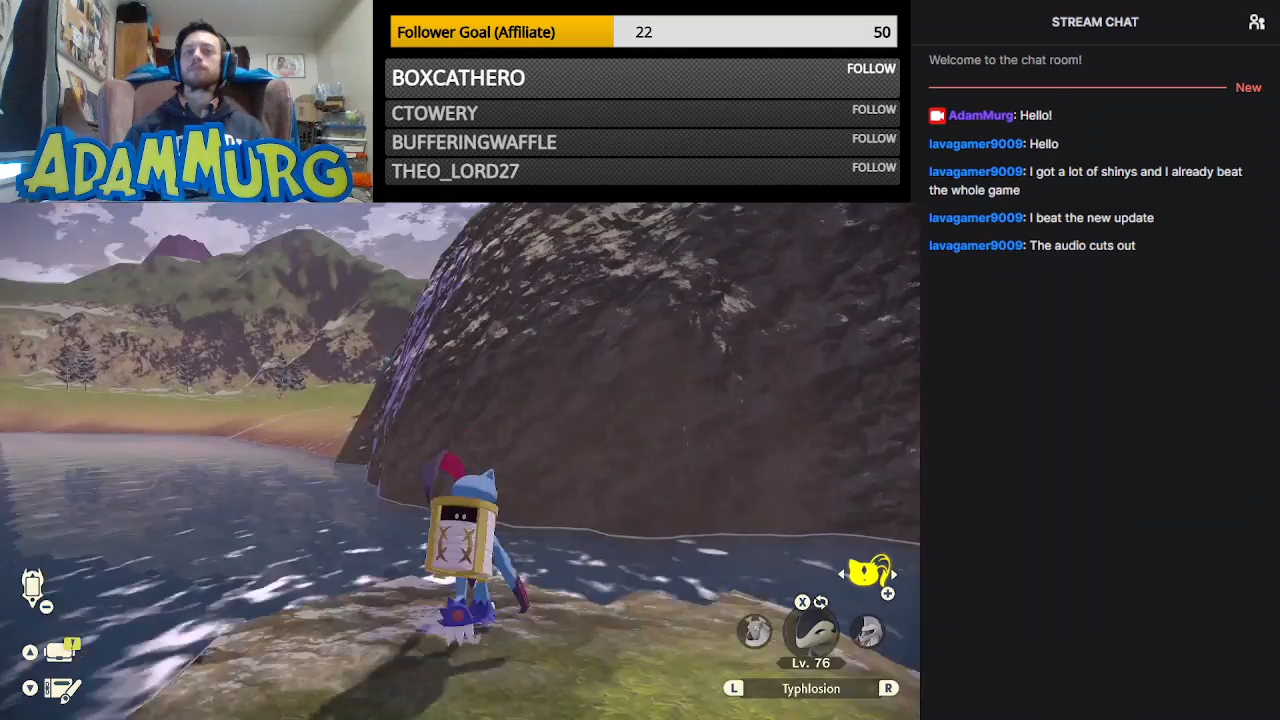 Follower Goal (Affiliate) 22 50
BOXCATHERO FOLLOW
CTOWERY FOLLOW
BUFFERINGWAFFLE FOLLOW
THEO_LORD27 FOLLOW
ADAMMURG
STREAM CHAT
Welcome to the chat room!
New
AdamMurg: Hello!
lavagamer9009: Hello
lavagamer9009: I got a lot of shinys and I already beat
the whole game
lavagamer9009: I beat the new update
lavagamer9009: The audio cuts out
X
Lv. 76
L Typhlosion R